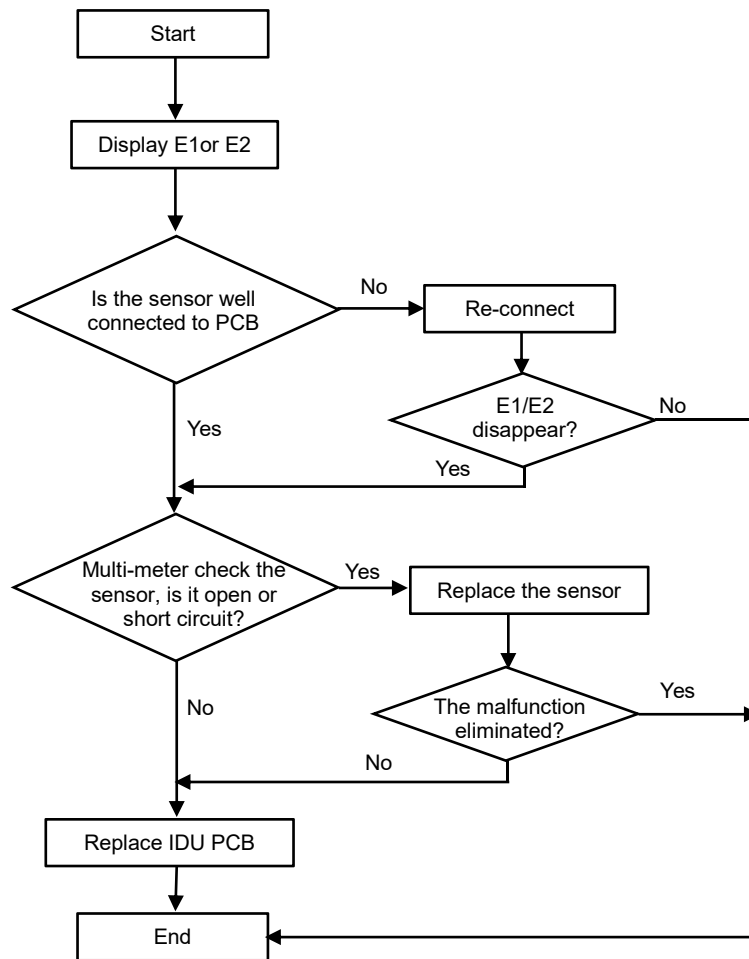 Start
Display E1or E2
Is the sensor well
connected to PCB
No
Re-connect
E1/E2
disappear?
No
Yes
Yes
Multi-meter check the
sensor, is it open or
short circuit?
Yes
Replace the sensor
The malfunction
eliminated?
Yes
No
No
Replace IDU PCB
End